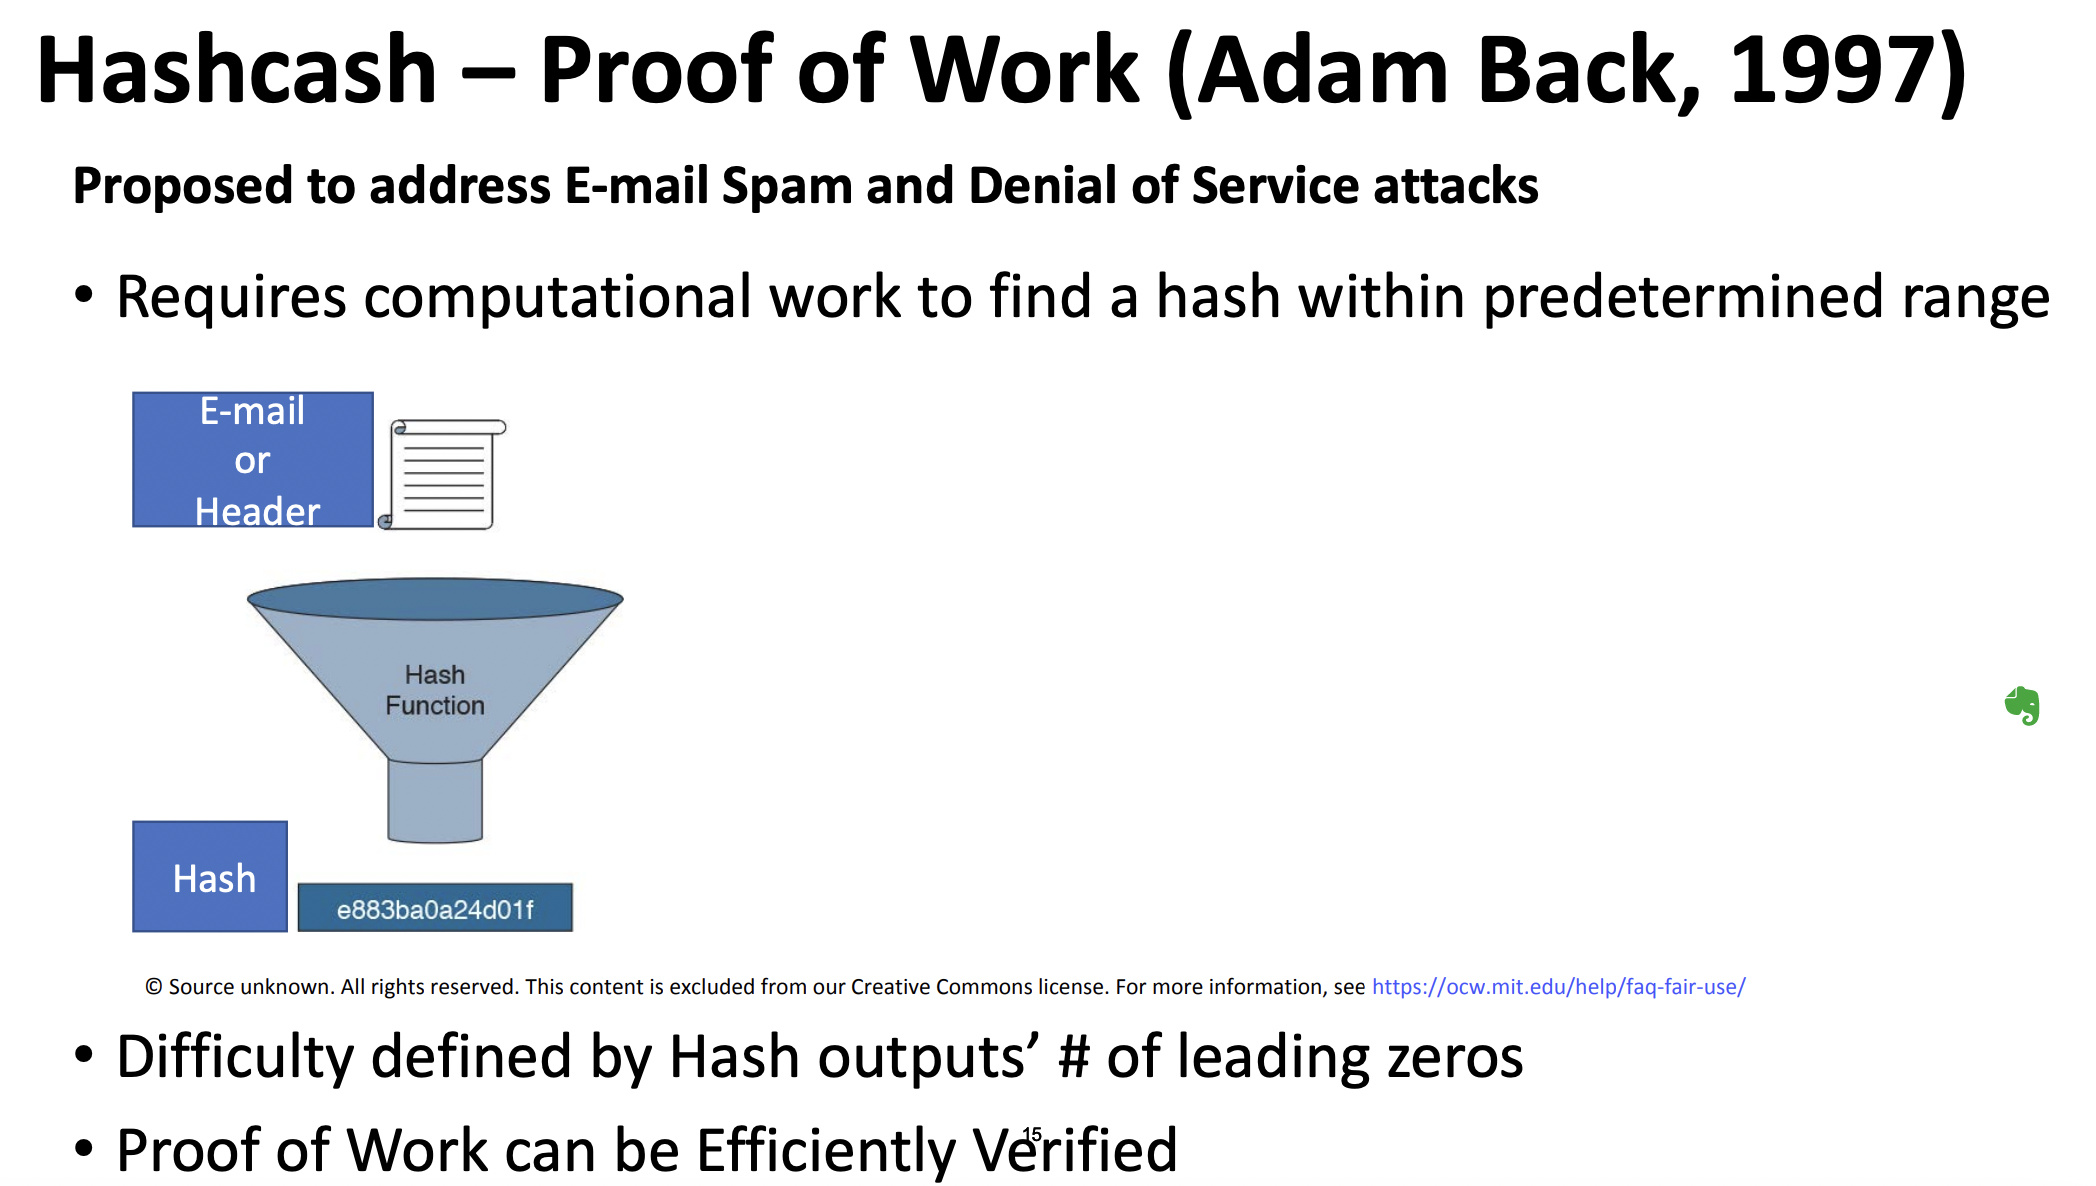 Hashcash – Proof of Work (Adam Back, 1997)
Proposed to address E-mail Spam and Denial of Service attacks
• Requires computational work to find a hash within predetermined range
E-mail
or
Header
Hash
Function
Hash
e883ba0a24d01f
© Source unknown. All rights reserved. This content is excluded from our Creative Commons license. For more information, see https://ocw.mit.edu/help/faq-fair-use/
• Difficulty defined by Hash outputs’ # of leading zeros
• Proof of Work can be Efficiently Verified
15